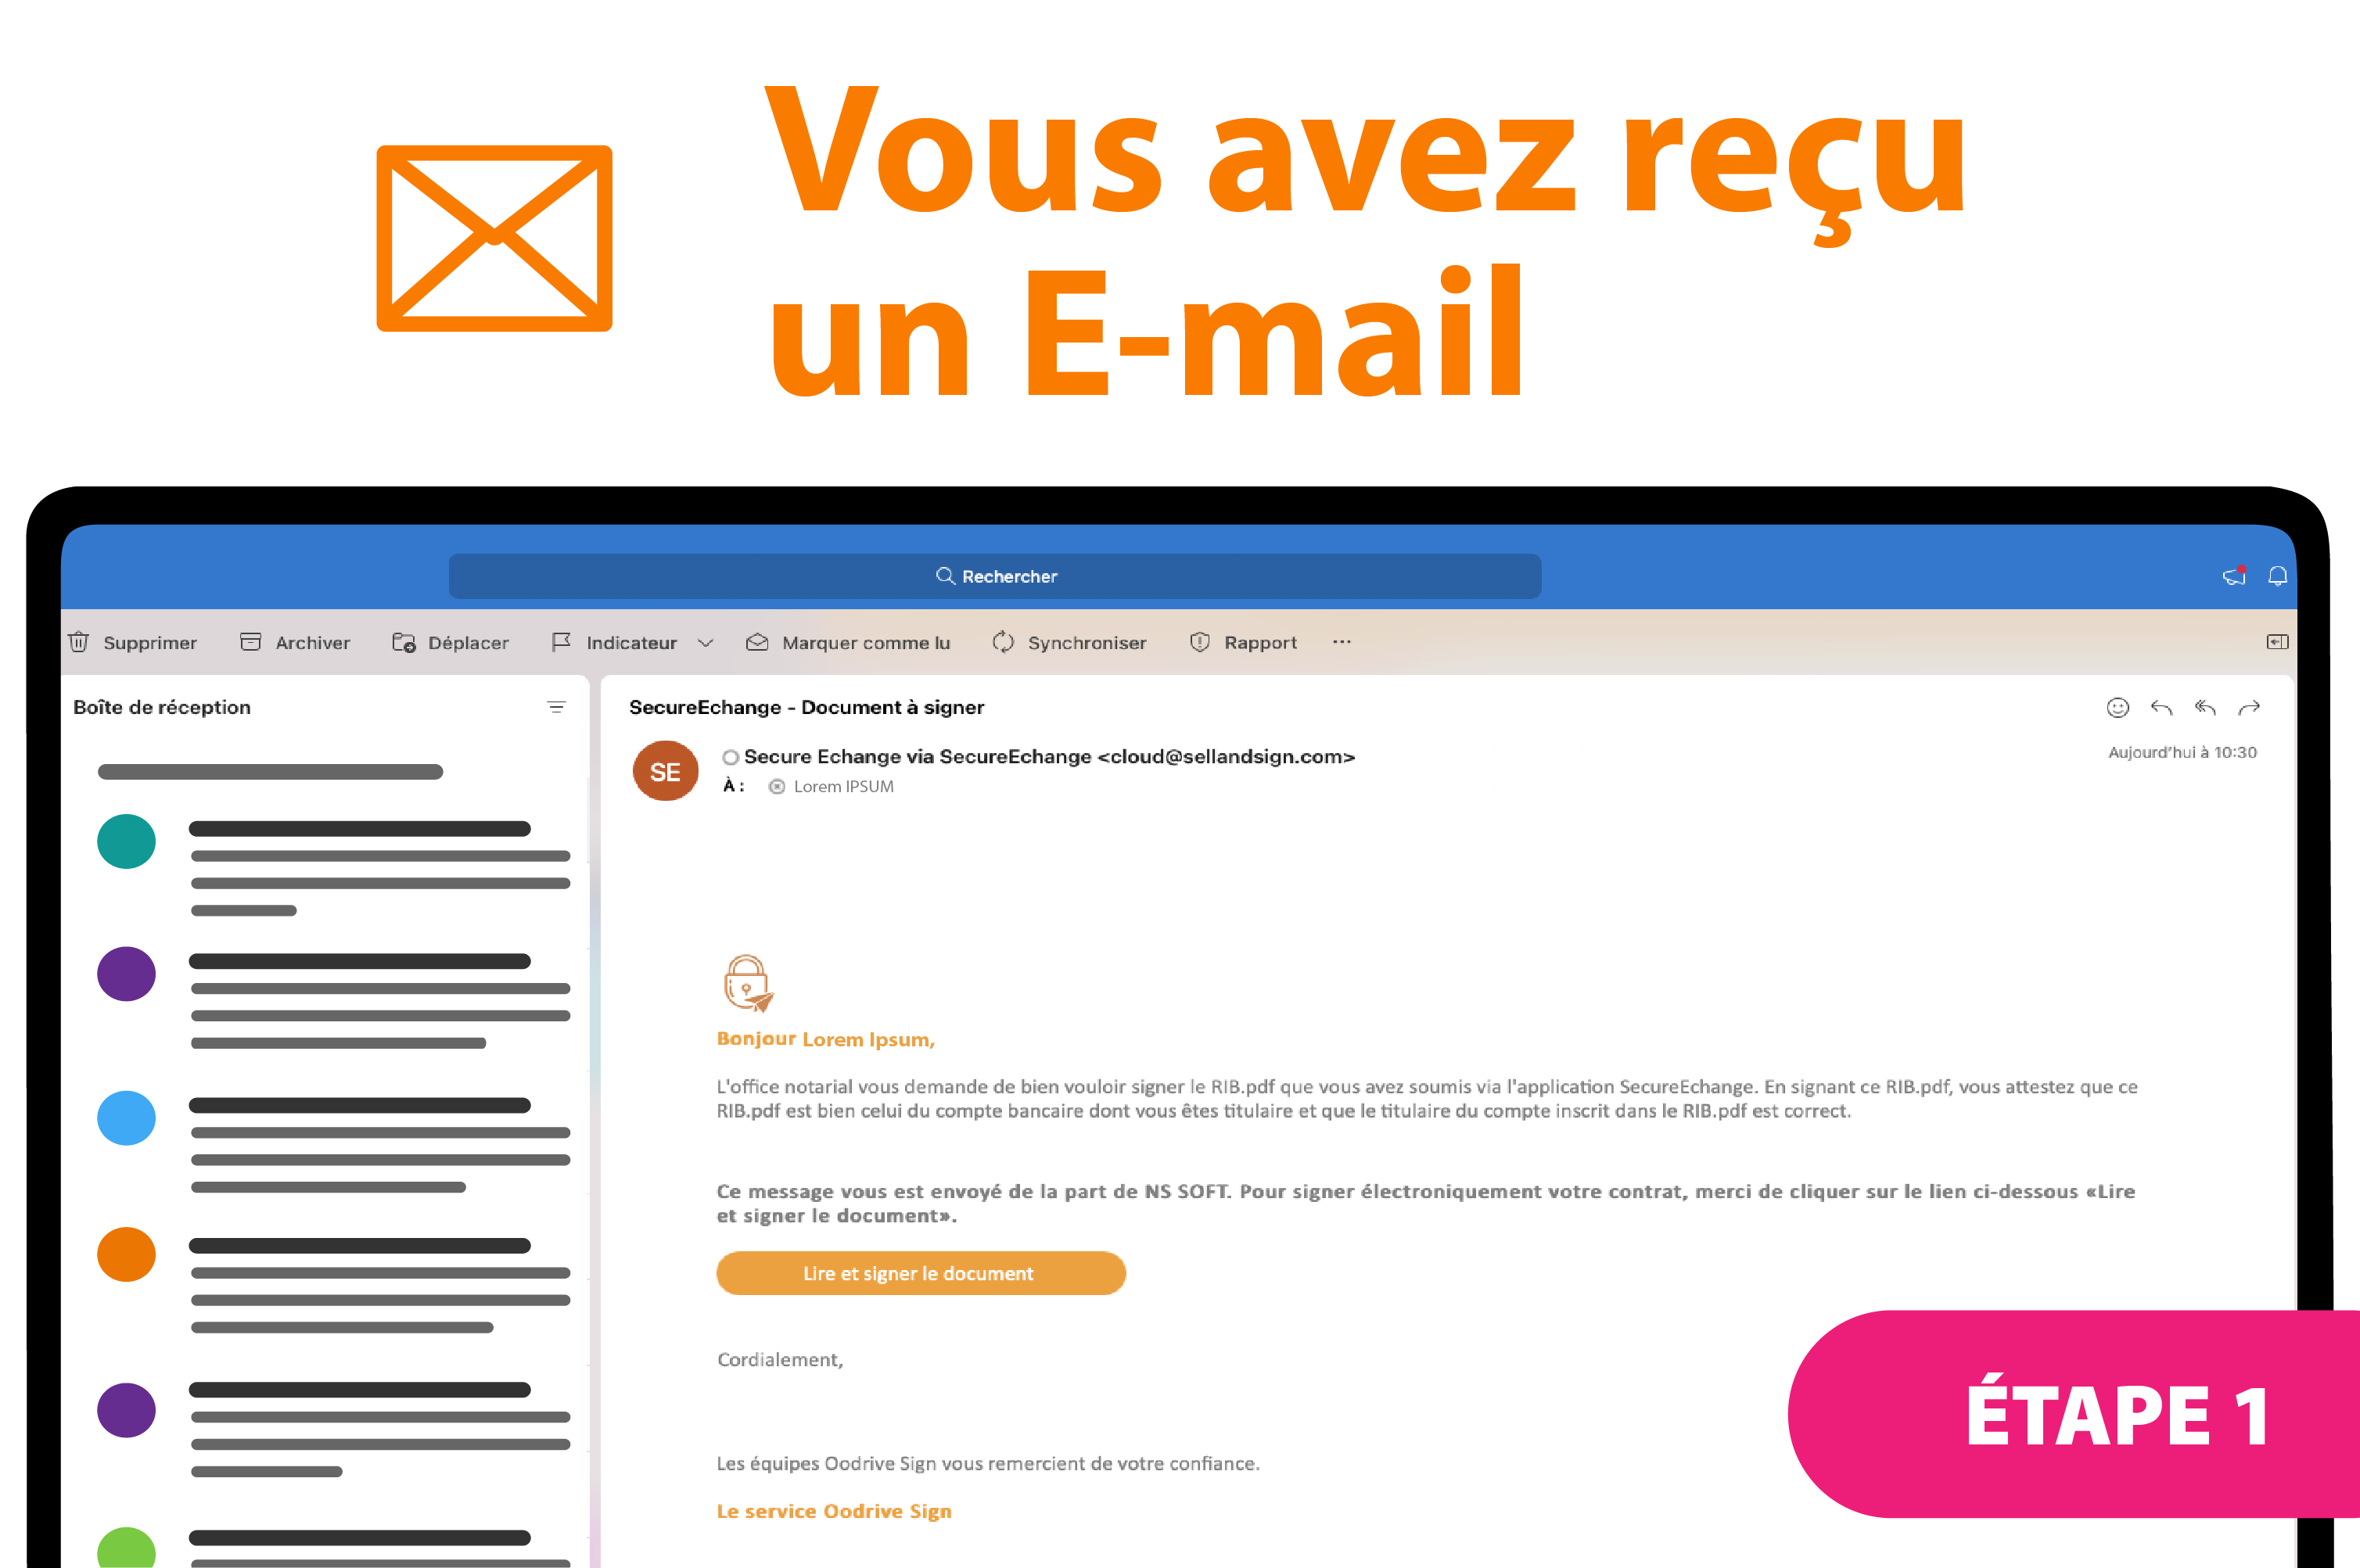 Vous avez reçu
un E-mail
Rechercher
Supprimer Archiver Déplacer Indicateur Marquer comme lu Synchroniser Rapport ...
Boîte de réception
SecureEchange - Document à signer
SE
Secure Echange via SecureEchange <cloud@sellandsign.com>
Aujourd'hui à 10:30
À : Lorem IPSUM
Bonjour Lorem Ipsum,
L'office notarial vous demande de bien vouloir signer le RIB.pdf que vous avez soumis via l'application SecureEchange. En signant ce RIB.pdf, vous attestez que ce
RIB.pdf est bien celui du compte bancaire dont vous êtes titulaire et que le titulaire du compte inscrit dans le RIB.pdf est correct.
Ce message vous est envoyé de la part de NS SOFT. Pour signer électroniquement votre contrat, merci de cliquer sur le lien ci-dessous «Lire
et signer le document».
Lire et signer le document
Cordialement,
Les équipes Oodrive Sign vous remercient de votre confiance.
Le service Oodrive Sign
ÉTAPE 1